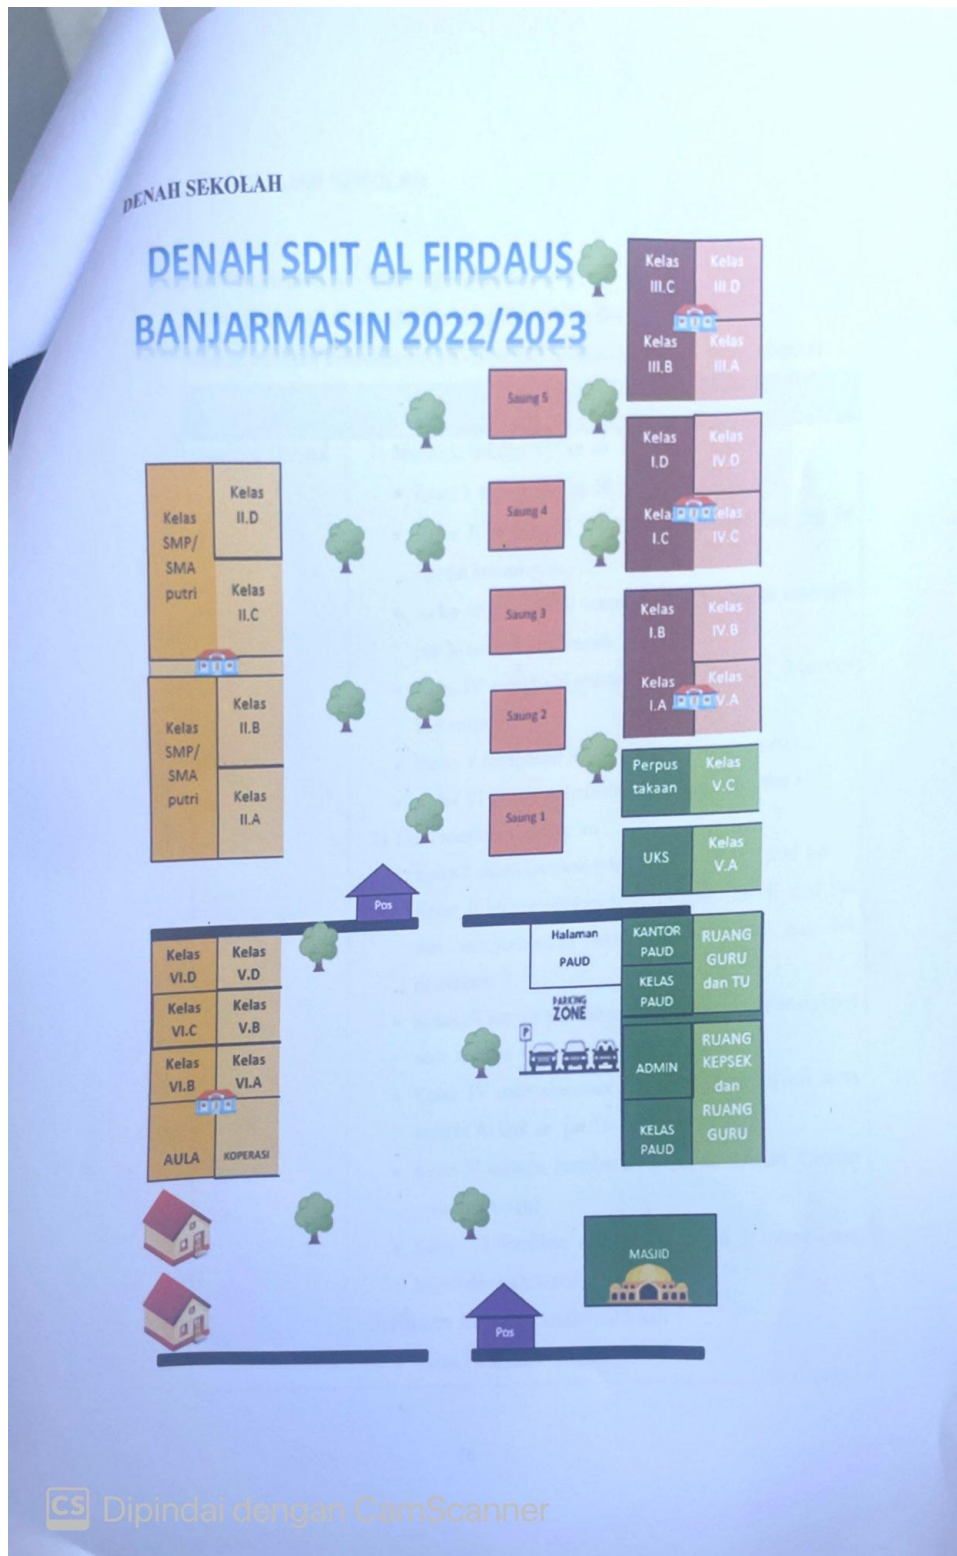 DENAH SEKOLAH
DENAH SDIT AL FIRDAUS
BANJARMASIN 2022/2023
Kelas
III.C
Kelas
III.D
Kelas
III.B
Kelas
III.A
Saung 5
Kelas
I.D
Kelas
IV.D
Saung 4
Kela
I.C
elas
IV.C
Kelas
SMP/
SMA
putri
Kelas
II.D
Kelas
II.C
Saung 3
Kelas
I.B
Kelas
IV.B
Kelas
I.A
Kelas
V.A
Kelas
SMP/
SMA
putri
Kelas
II.B
Kelas
II.A
Saung 2
Perpus
takaan
Kelas
V.C
Saung 1
UKS
Kelas
V.A
Pos
Kelas
VI.D
Kelas
V.D
Kelas
VI.C
Kelas
V.B
Kelas
VI.B
Kelas
VI.A
AULA
KOPERASI
Halaman
PAUD
PARKING
ZONE
P
KANTOR
PAUD
KELAS
PAUD
RUANG
GURU
dan TU
ADMIN
KELAS
PAUD
RUANG
KEPSEK
dan
RUANG
GURU
MASJID
Pos
CS Dipindai dengan CamScanner